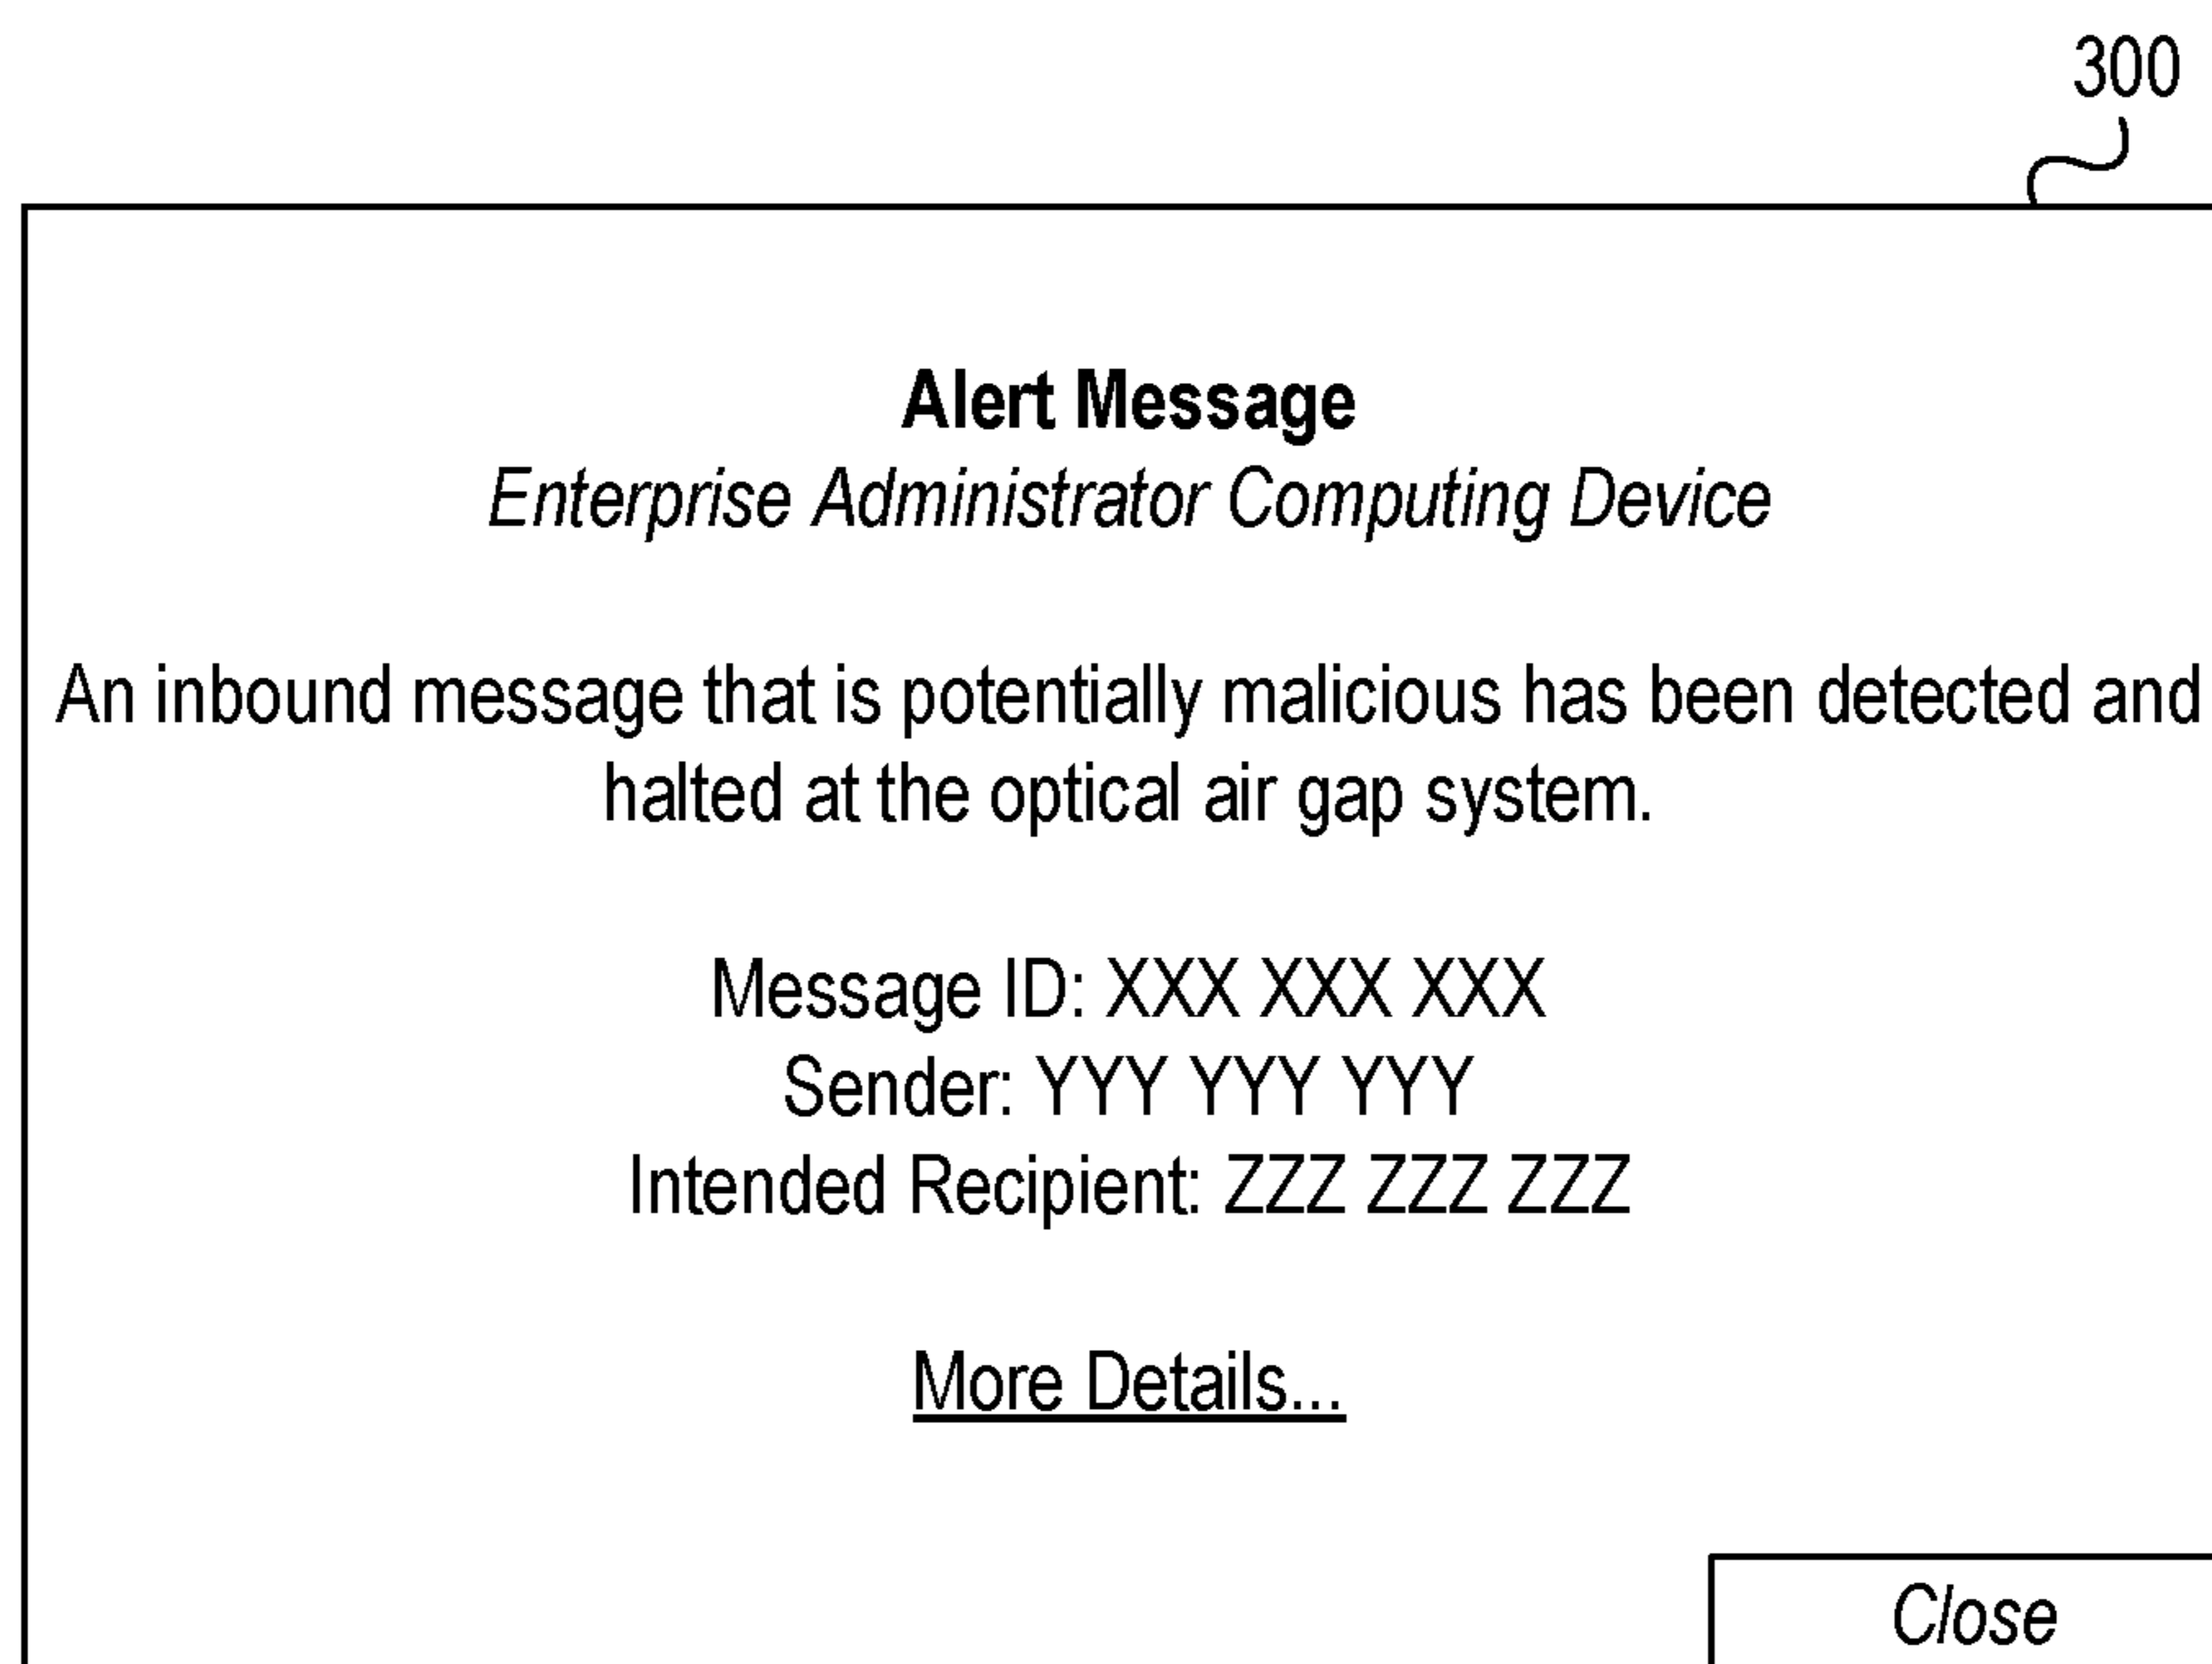 300
Alert Message
Enterprise Administrator Computing Device
An inbound message that is potentially malicious has been detected and
halted at the optical air gap system.
Message ID: XXX XXX XXX
Sender: YYY YYY YYY
Intended Recipient: ZZZ ZZZ ZZZ
More Details...
Close